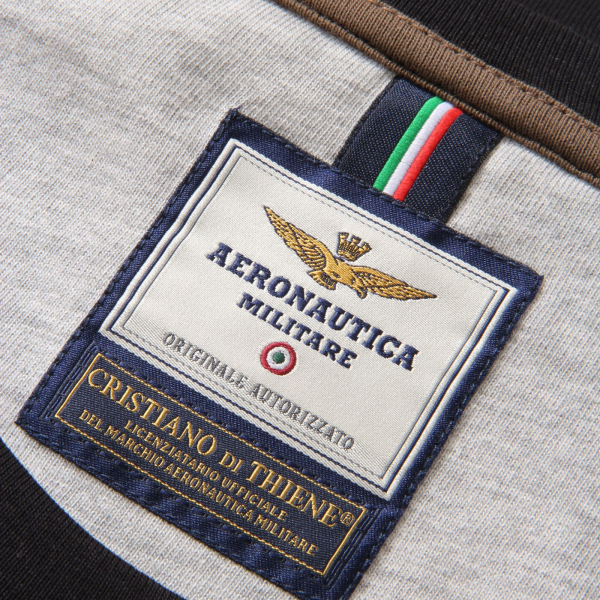 AERONAUTICA
MILITARE
ORIGINALE AUTORIZZATO
CRISTIANO DI THIENE®
LICENZIATARIO UFFICIALE
DEL MARCHIO AERONAUTICA MILITARE